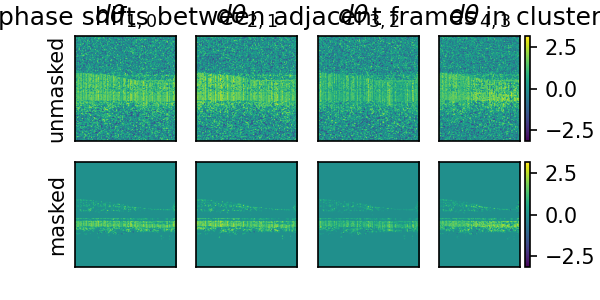 phase shifts between adjacent frames in cluster
dθ₁,₀ dθ₂,₁ dθ₃,₂ dθ₄,₃
unmasked
2.5
0.0
−2.5
masked
2.5
0.0
−2.5